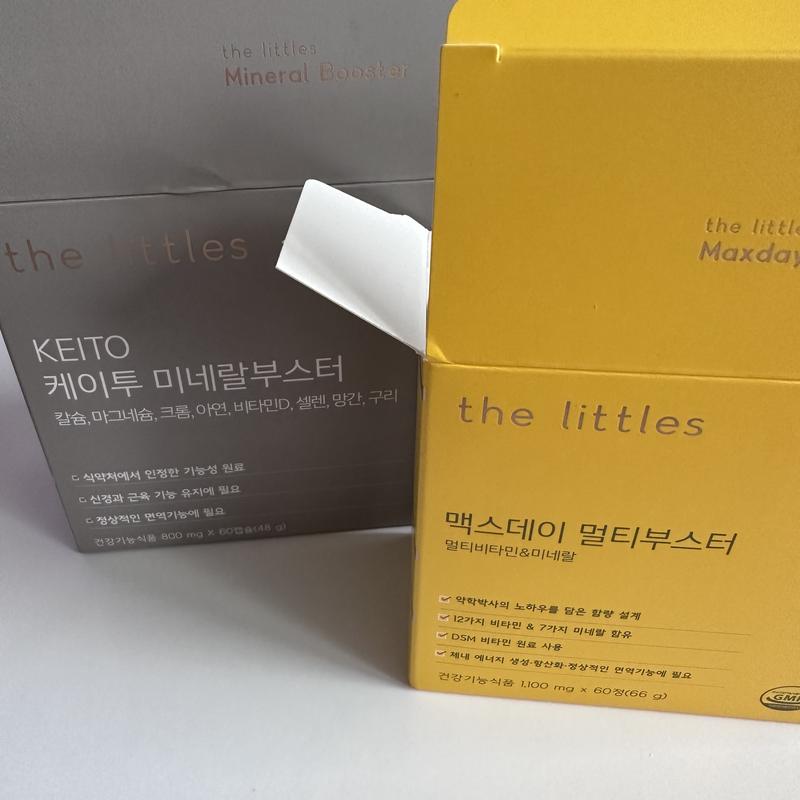 the littles
Mineral Booster
the littles
KEITO
케이투 미네랄부스터
칼슘, 마그네슘, 크롬, 아연, 비타민D, 셀렌, 망간, 구리
식약처에서 인정한 기능성 원료
신경과 근육 기능 유지에 필요
정상적인 면역기능에 필요
건강기능식품 800 mg X 60캡슐(48 g)
the little
Maxday
the littles
맥스데이 멀티부스터
멀티비타민&미네랄
약학박사의 노하우를 담은 함량 설계
12가지 비타민 & 7가지 미네랄 함유
DSM 비타민 원료 사용
체내 에너지 생성·항산화·정상적인 면역기능에 필요
건강기능식품 1,100 mg x 60정(66 g)
GMP